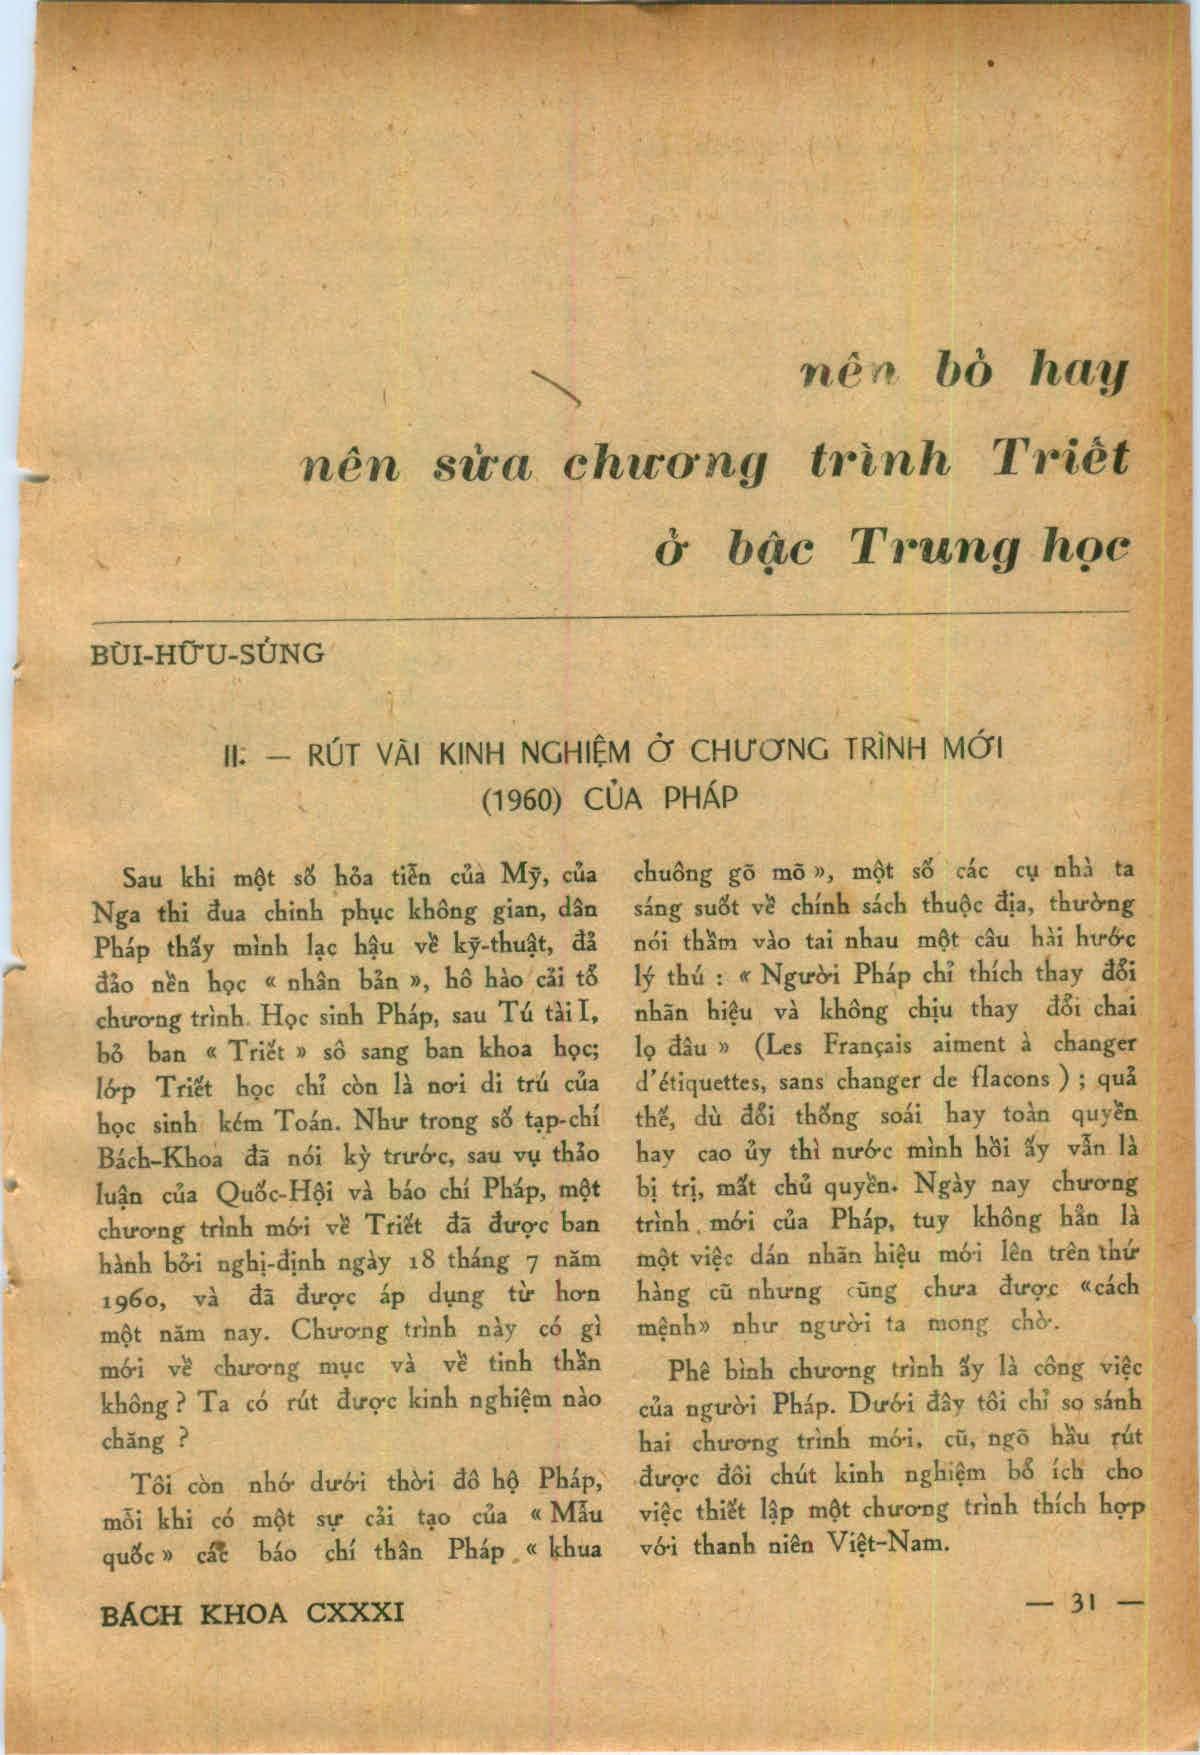 nên bỏ hay
nên sửa chương trình Triết
ở bậc Trung học
BÙI-HỮU-SỦNG
II. — RÚT VÀI KINH NGHIỆM Ở CHƯƠNG TRÌNH MỚI
(1960) CỦA PHÁP
Sau khi một số hỏa tiễn của Mỹ, của
Nga thi đua chinh phục không gian, dân
Pháp thấy mình lạc hậu về kỹ-thuật, đả
đảo nền học « nhân bản », hô hào cải tổ
chương trình. Học sinh Pháp, sau Tú tài I,
bỏ ban « Triết » sô sang ban khoa học;
lớp Triết học chỉ còn là nơi di trú của
học sinh kém Toán. Như trong số tạp-chí
Bách-Khoa đã nói kỳ trước, sau vụ thảo
luận của Quốc-Hội và báo chí Pháp, một
chương trình mới về Triết đã được ban
hành bởi nghị-định ngày 18 tháng 7 năm
1960, và đã được áp dụng từ hơn
một năm nay. Chương trình này có gì
mới về chương mục và về tinh thần
không ? Ta có rút được kinh nghiệm nào
chăng ?
Tôi còn nhớ dưới thời đô hộ Pháp,
mỗi khi có một sự cải tạo của « Mẫu
quốc » các báo chí thân Pháp « khua
chuông gõ mõ », một số các cụ nhà ta
sáng suốt về chính sách thuộc địa, thường
nói thầm vào tai nhau một câu hài hước
lý thú : « Người Pháp chỉ thích thay đổi
nhãn hiệu và không chịu thay đổi chai
lọ đâu » (Les Français aiment à changer
d'étiquettes, sans changer de flacons ) ; quả
thế, dù đổi thống soái hay toàn quyền
hay cao ủy thì nước mình hồi ấy vẫn là
bị trị, mất chủ quyền. Ngày nay chương
trình mới của Pháp, tuy không hẳn là
một việc dán nhãn hiệu mới lên trên thứ
hàng cũ nhưng cũng chưa được «cách
mệnh» như người ta mong chờ.
Phê bình chương trình ấy là công việc
của người Pháp. Dưới đây tôi chỉ so sánh
hai chương trình mới, cũ, ngõ hầu rút
được đôi chút kinh nghiệm bổ ích cho
việc thiết lập một chương trình thích hợp
với thanh niên Việt-Nam.
BÁCH KHOA CXXXI
— 31 —